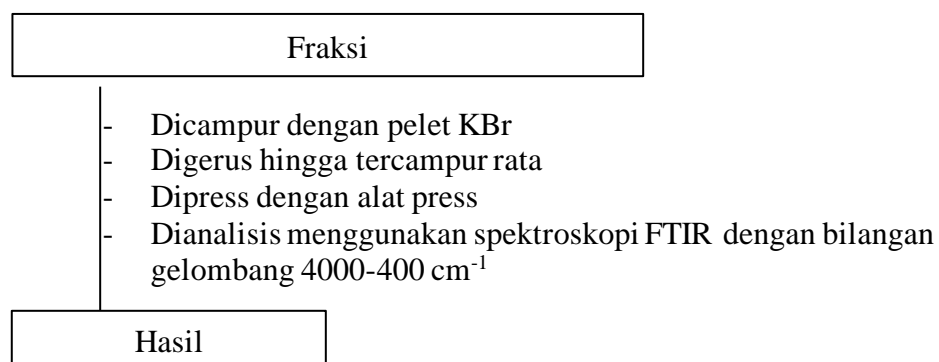 Fraksi
- Dicampur dengan pelet KBr
- Digerus hingga tercampur rata
- Dipress dengan alat press
- Dianalisis menggunakan spektroskopi FTIR dengan bilangan
gelombang 4000-400 cm⁻¹
Hasil